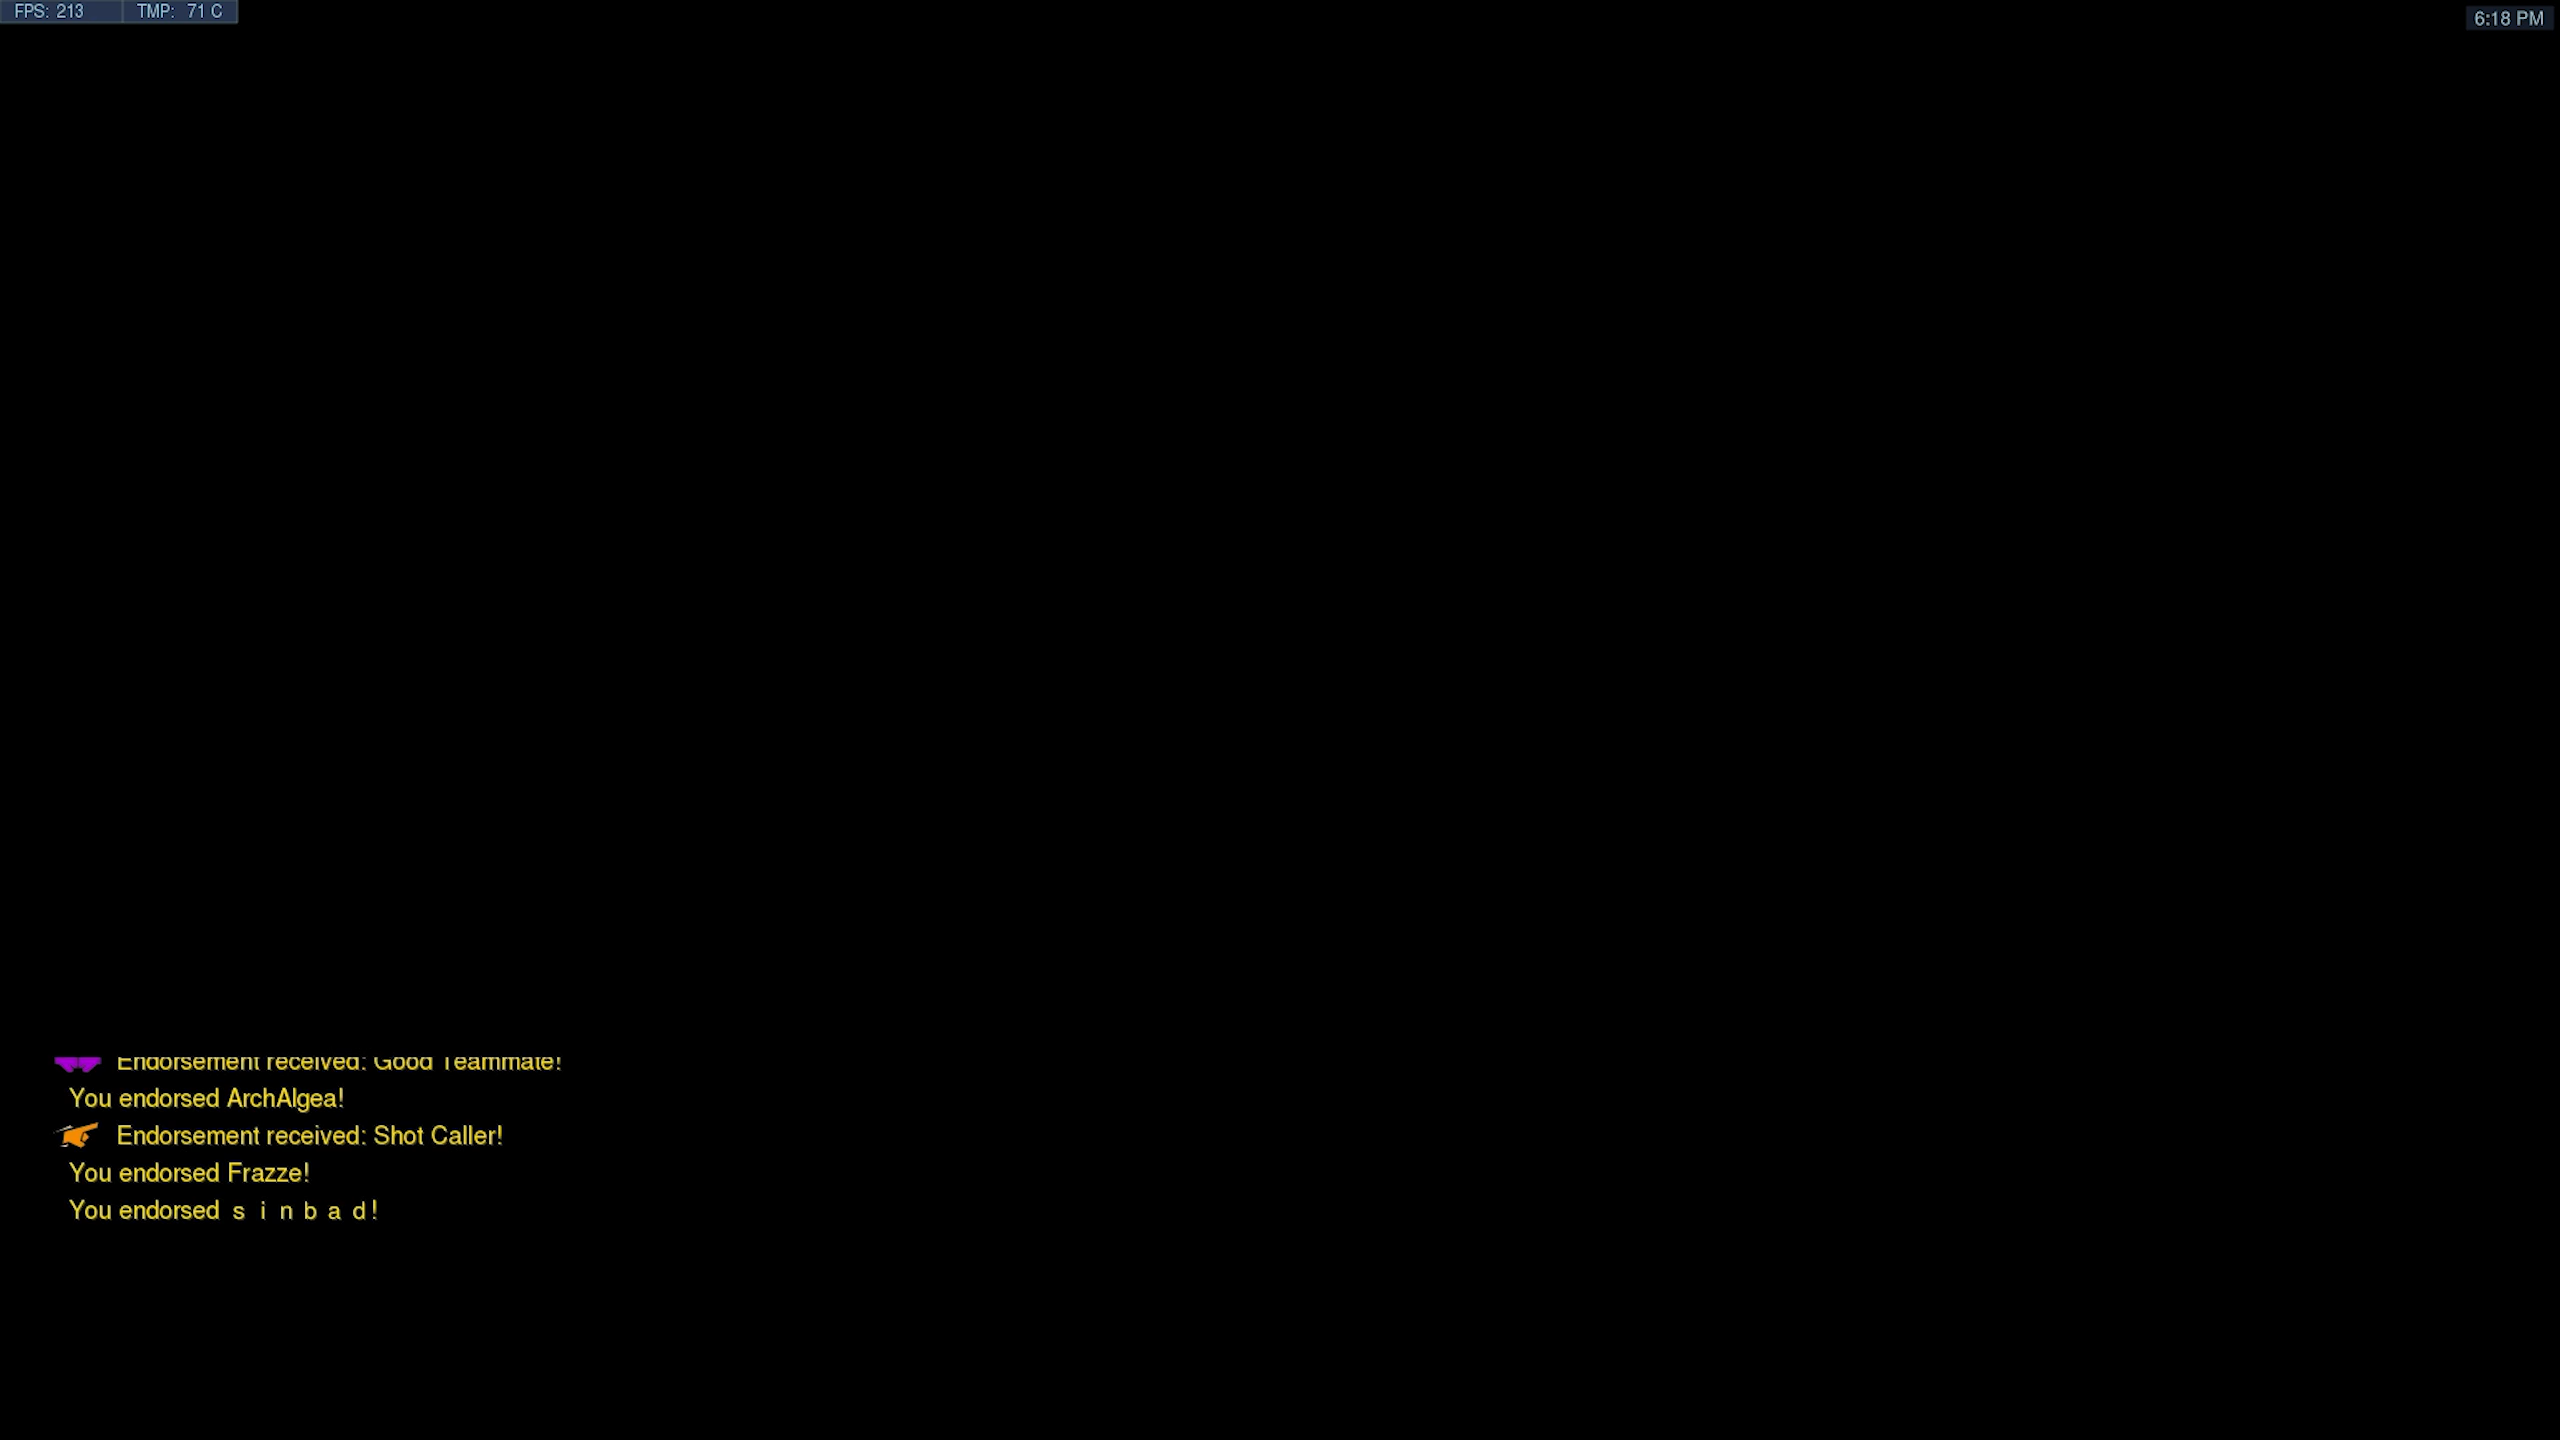 FPS: 213 TMP: 71 C
6:18 PM
Endorsement received: Good Teammate!
You endorsed ArchAlgea!
Endorsement received: Shot Caller!
You endorsed Frazze!
You endorsed ｓｉｎｂａｄ!